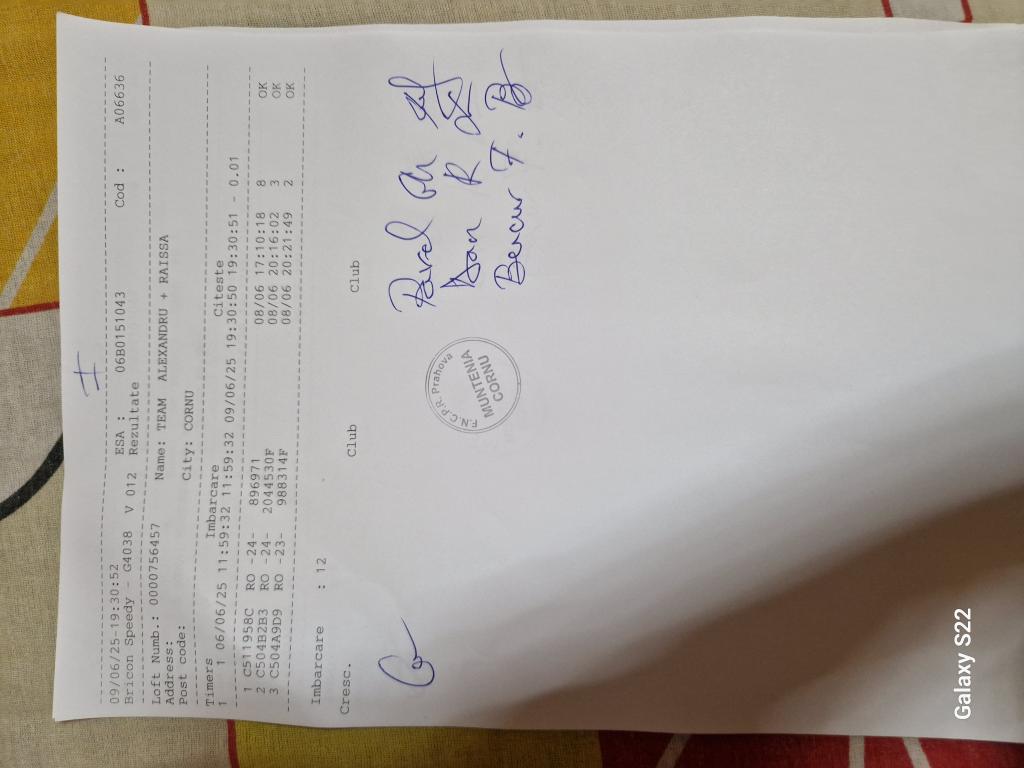 09/06/25-19:30:52 ESA : 06B0151043 Cod : A06636
Bricon Speedy - G4038 V 012 Rezultate
Loft Numb.: 0000756457 Name: TEAM ALEXANDRU + RAISSA
Address:
Post code: City: CORNU
Timers Imbarcare Citeste
1 1 06/06/25 11:59:32 11:59:32 09/06/25 19:30:50 19:30:51 - 0.01
1 C511958C RO -24- 896971 08/06 17:10:18 8 OK
2 C504B2B3 RO -24- 2044530F 08/06 20:16:02 3 OK
3 C504A9D9 RO -23- 988314F 08/06 20:21:49 2 OK
Imbarcare : 12
Cresc. Club Club
Pavel
Dan R
F.N.C.P.R. Prahova
MUNTENIA
CORNU
Galaxy S22